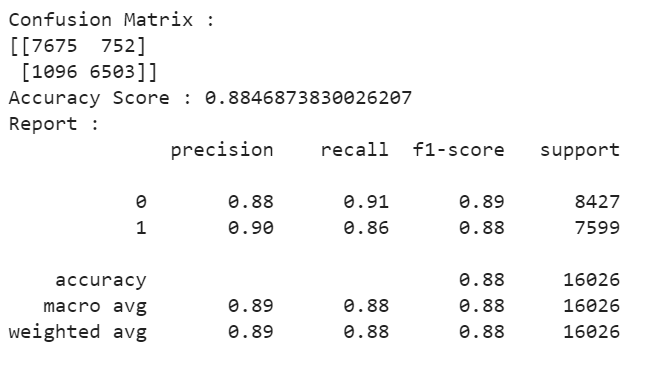 Confusion Matrix :
[[7675  752]
 [1096 6503]]
Accuracy Score : 0.8846873830026207
Report :
              precision    recall  f1-score   support

           0       0.88      0.91      0.89      8427
           1       0.90      0.86      0.88      7599

    accuracy                           0.88     16026
   macro avg       0.89      0.88      0.88     16026
weighted avg       0.89      0.88      0.88     16026